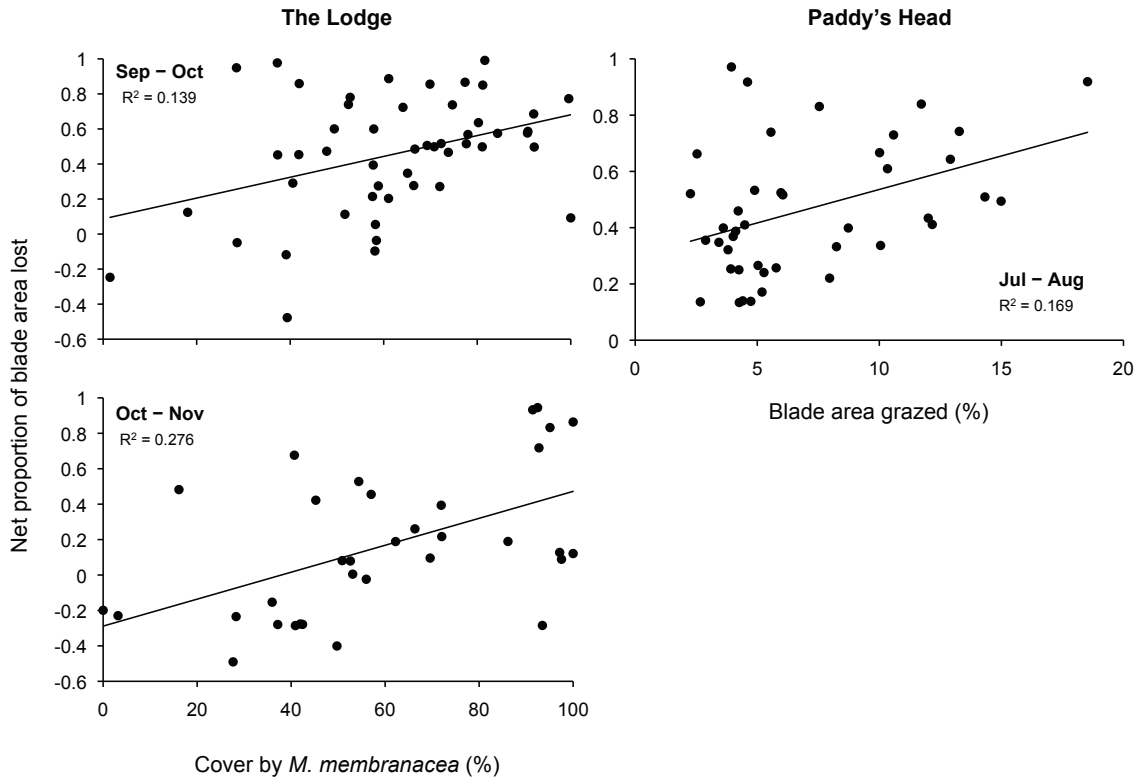 The Lodge
Paddy's Head
Net proportion of blade area lost
1
0.8
0.6
0.4
0.2
0
-0.2
-0.4
-0.6
Sep – Oct
R² = 0.139
1
0.8
0.6
0.4
0.2
0
Jul – Aug
R² = 0.169
0 5 10 15 20
Blade area grazed (%)
1
0.8
0.6
0.4
0.2
0
-0.2
-0.4
-0.6
Oct – Nov
R² = 0.276
0 20 40 60 80 100
Cover by M. membranacea (%)